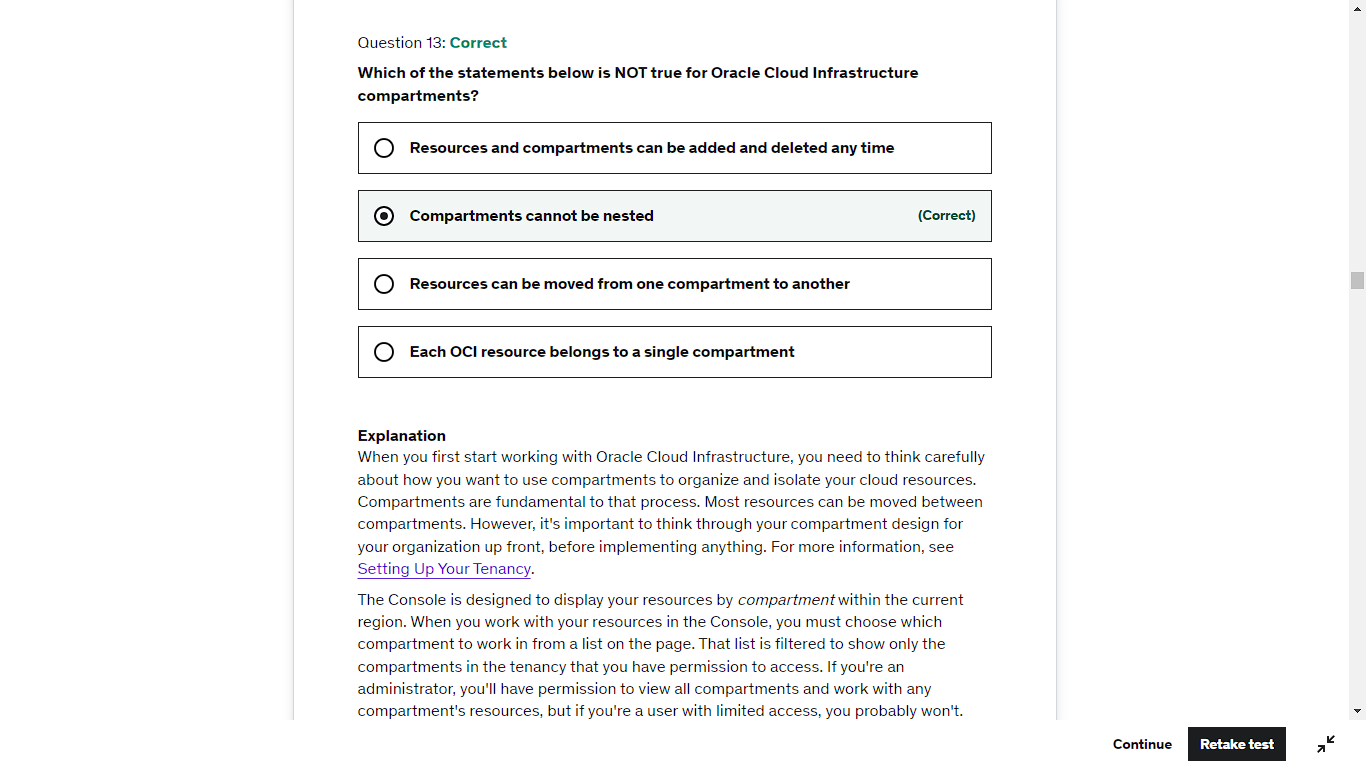 Question 13: Correct
Which of the statements below is NOT true for Oracle Cloud Infrastructure
compartments?
Resources and compartments can be added and deleted any time
Compartments cannot be nested (Correct)
Resources can be moved from one compartment to another
Each OCI resource belongs to a single compartment
Explanation
When you first start working with Oracle Cloud Infrastructure, you need to think carefully
about how you want to use compartments to organize and isolate your cloud resources.
Compartments are fundamental to that process. Most resources can be moved between
compartments. However, it's important to think through your compartment design for
your organization up front, before implementing anything. For more information, see
Setting Up Your Tenancy.
The Console is designed to display your resources by compartment within the current
region. When you work with your resources in the Console, you must choose which
compartment to work in from a list on the page. That list is filtered to show only the
compartments in the tenancy that you have permission to access. If you're an
administrator, you'll have permission to view all compartments and work with any
compartment's resources, but if you're a user with limited access, you probably won't.
Continue Retake test